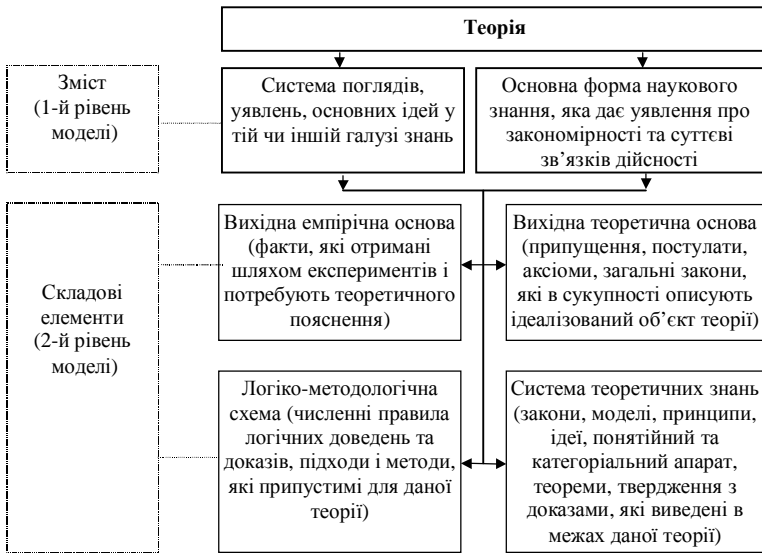 Теорія
Зміст
(1-й рівень
моделі)
Система поглядів,
уявлень, основних ідей у
тій чи іншій галузі знань
Основна форма наукового
знання, яка дає уявлення про
закономірності та суттєві
зв’язків дійсності
Складові
елементи
(2-й рівень
моделі)
Вихідна емпірічна основа
(факти, які отримані
шляхом експериментів і
потребують теоретичного
пояснення)
Вихідна теоретична основа
(припущення, постулати,
аксіоми, загальні закони,
які в сукупності описують
ідеалізований об’єкт теорії)
Логіко-методологічна
схема (численні правила
логічних доведень та
доказів, підходи і методи,
які припустимі для даної
теорії)
Система теоретичних знань
(закони, моделі, принципи,
ідеї, понятійний та
категоріальний апарат,
теореми, твердження з
доказами, які виведені в
межах даної теорії)